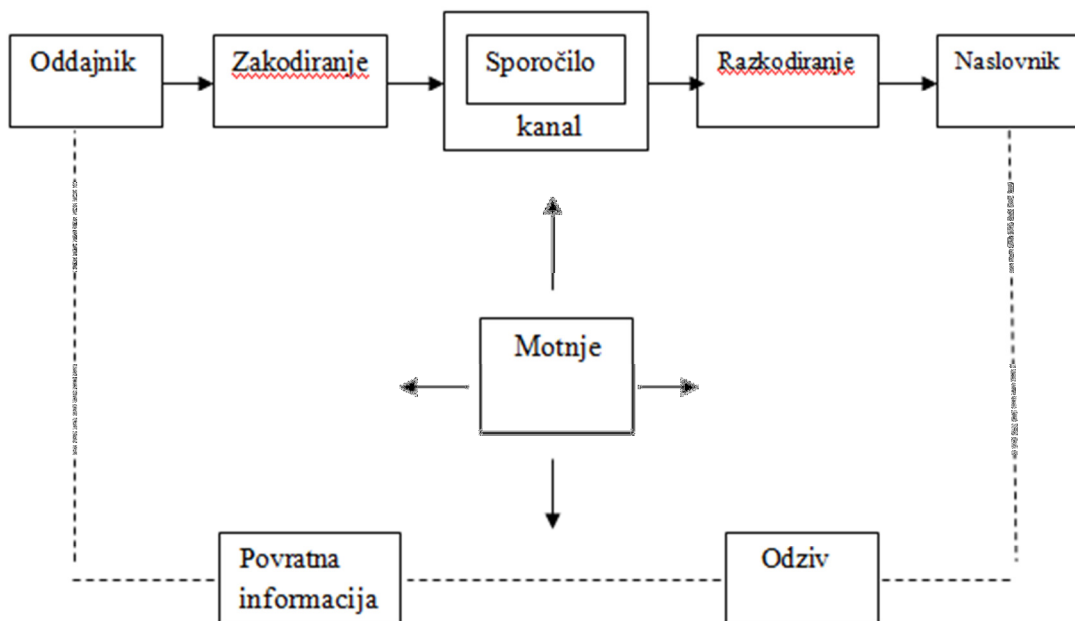 Oddajnik
Zakodiranje
Sporočilo
kanal
Razkodiranje
Naslovnik
Motnje
Povratna
informacija
Odziv